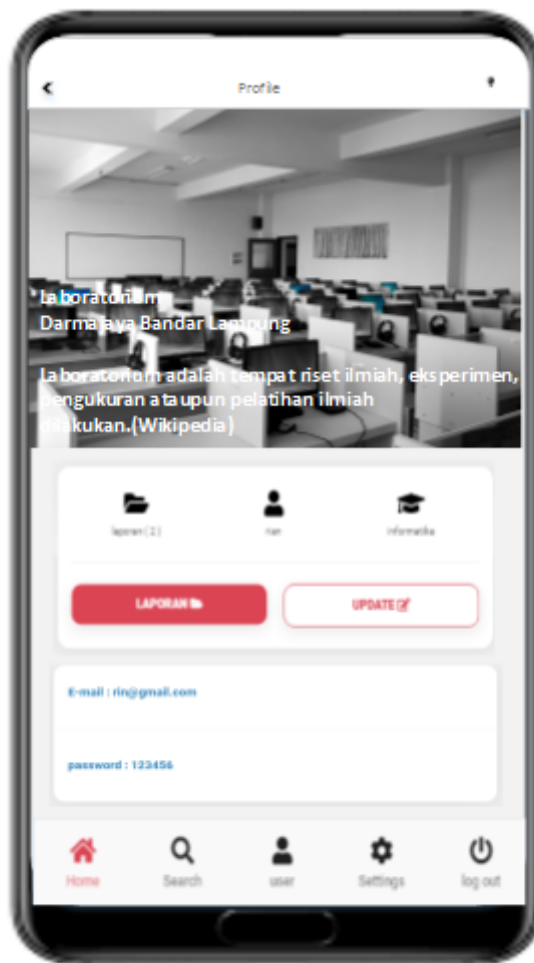 Profile
Laboratorium
Darmajaya Bandar Lampung
Laboratorium adalah tempat riset ilmiah, eksperimen,
pengukuran ataupun pelatihan ilmiah
dilakukan.(Wikipedia)
laporan ( 2 ) rian informatika
LAPORAN UPDATE
E-mail : rin@gmail.com
password : 123456
Home Search user Settings log out